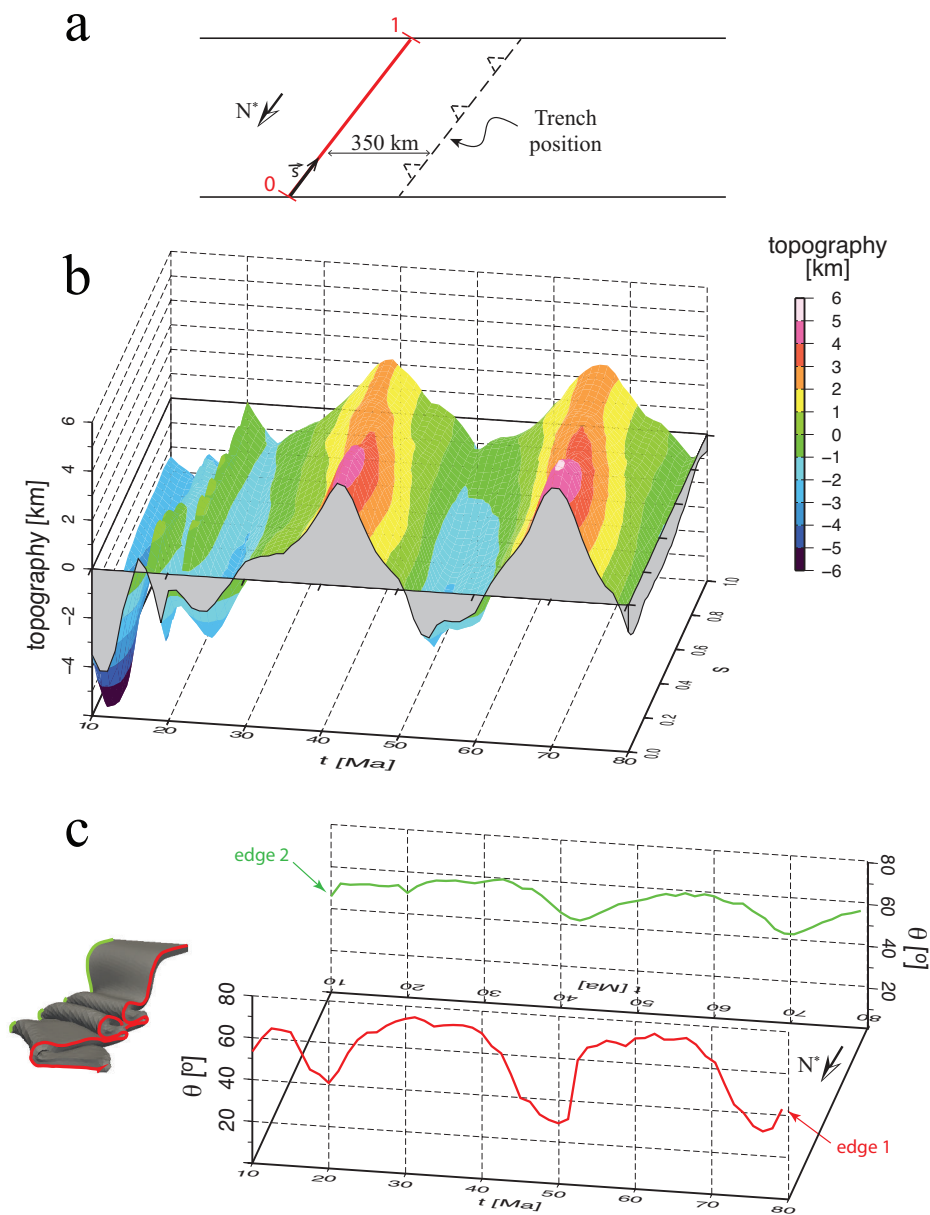 a
1
N*
350 km
Trench
position
s
0
b
topography
[km]
6
5
4
3
2
1
0
−1
−2
−3
−4
−5
−6
6
4
2
0
−2
−4
topography [km]
10
20
30
40
50
60
70
80
t [Ma]
0.0
0.2
0.4
0.6
0.8
1.0
S
c
edge 2
80
60
40
20
θ [º]
10
20
30
40
50
60
70
80
t [Ma]
80
60
40
20
θ [º]
N*
edge 1
10
20
30
40
50
60
70
80
t [Ma]